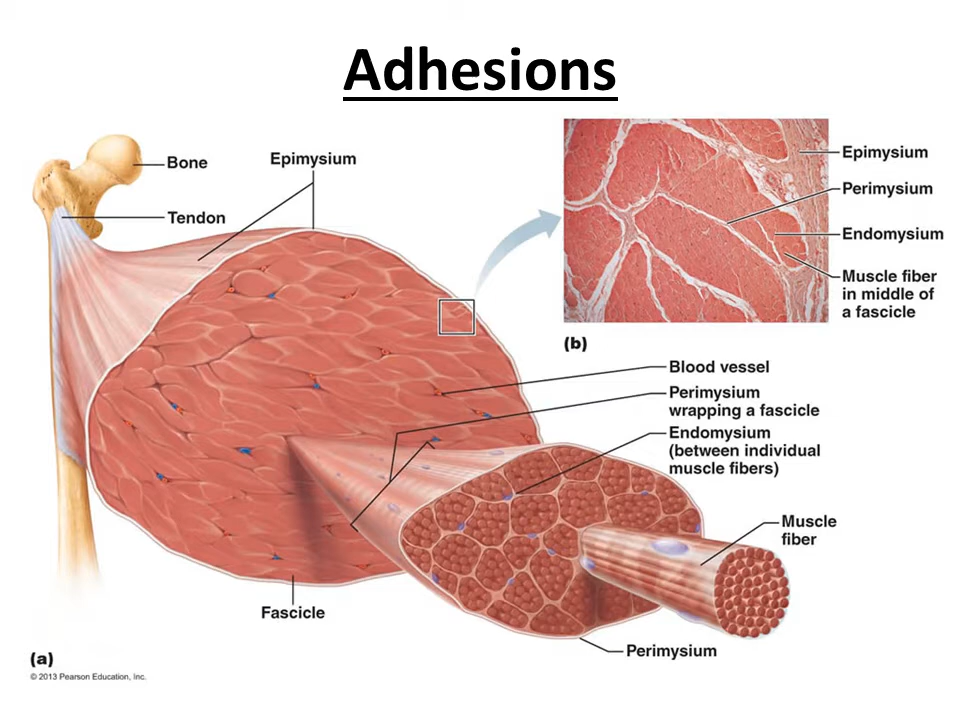 Adhesions
Bone
Epimysium
Tendon
Epimysium
Perimysium
Endomysium
Muscle fiber
in middle of
a fascicle
(b)
Blood vessel
Perimysium
wrapping a fascicle
Endomysium
(between individual
muscle fibers)
Muscle
fiber
Fascicle
Perimysium
(a)
© 2013 Pearson Education, Inc.